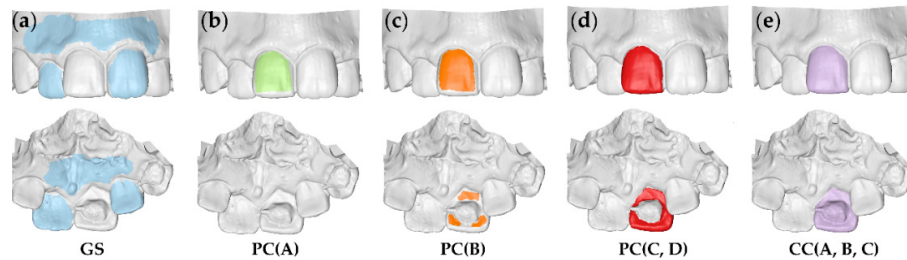 (a) (b) (c) (d) (e)
GS PC(A) PC(B) PC(C, D) CC(A, B, C)